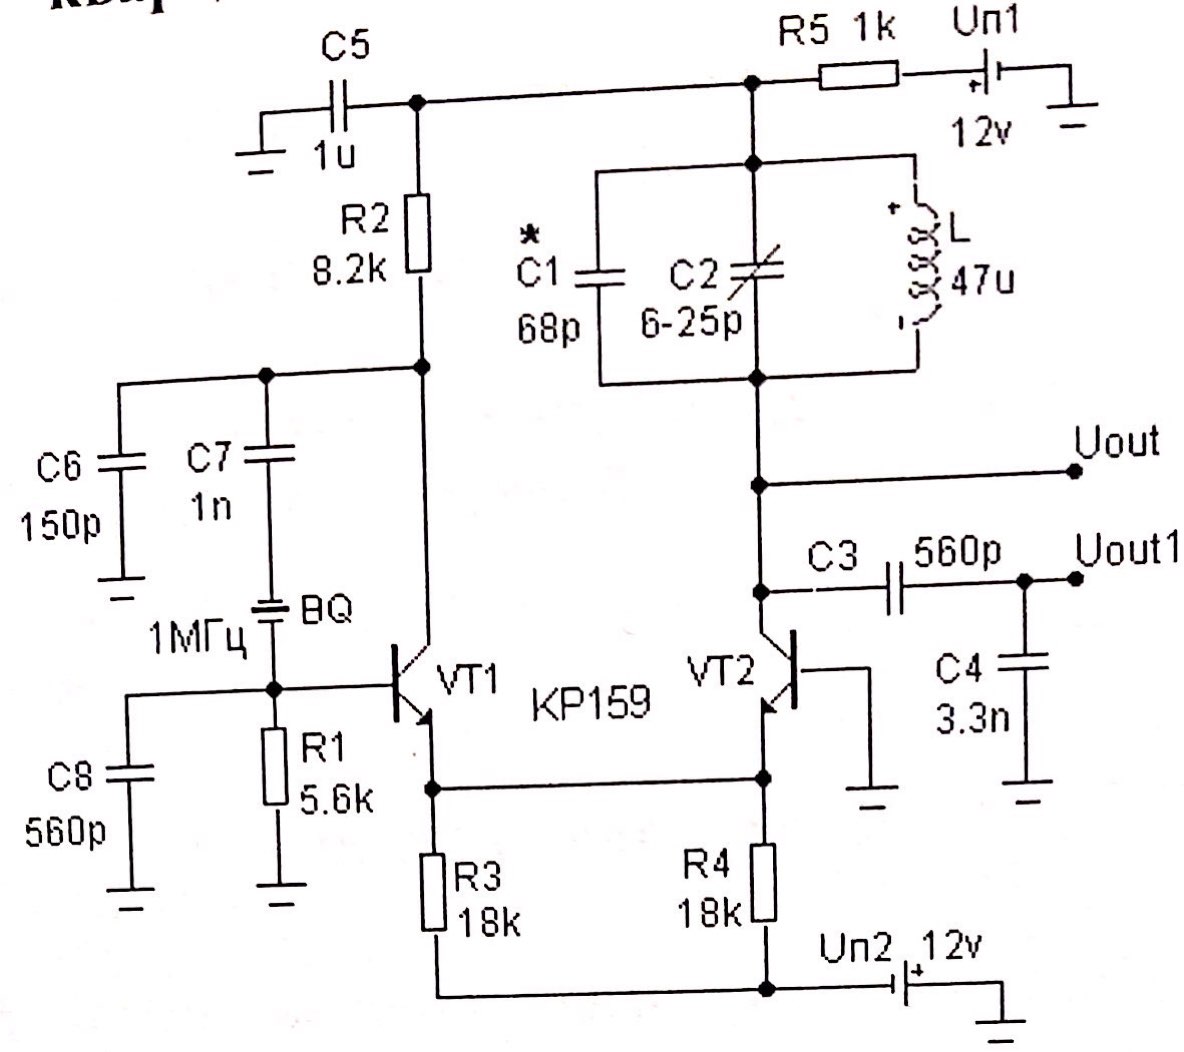 C5
1u
R5 1k
Uп1
12v
R2
8.2k
*
C1
68p
C2
6-25p
+
L
47u
C6
150p
C7
1n
Uout
C3
560p
Uout1
1МГц
BQ
VT1
KP159
VT2
C4
3.3n
C8
560p
R1
5.6k
R3
18k
R4
18k
Uп2
12v